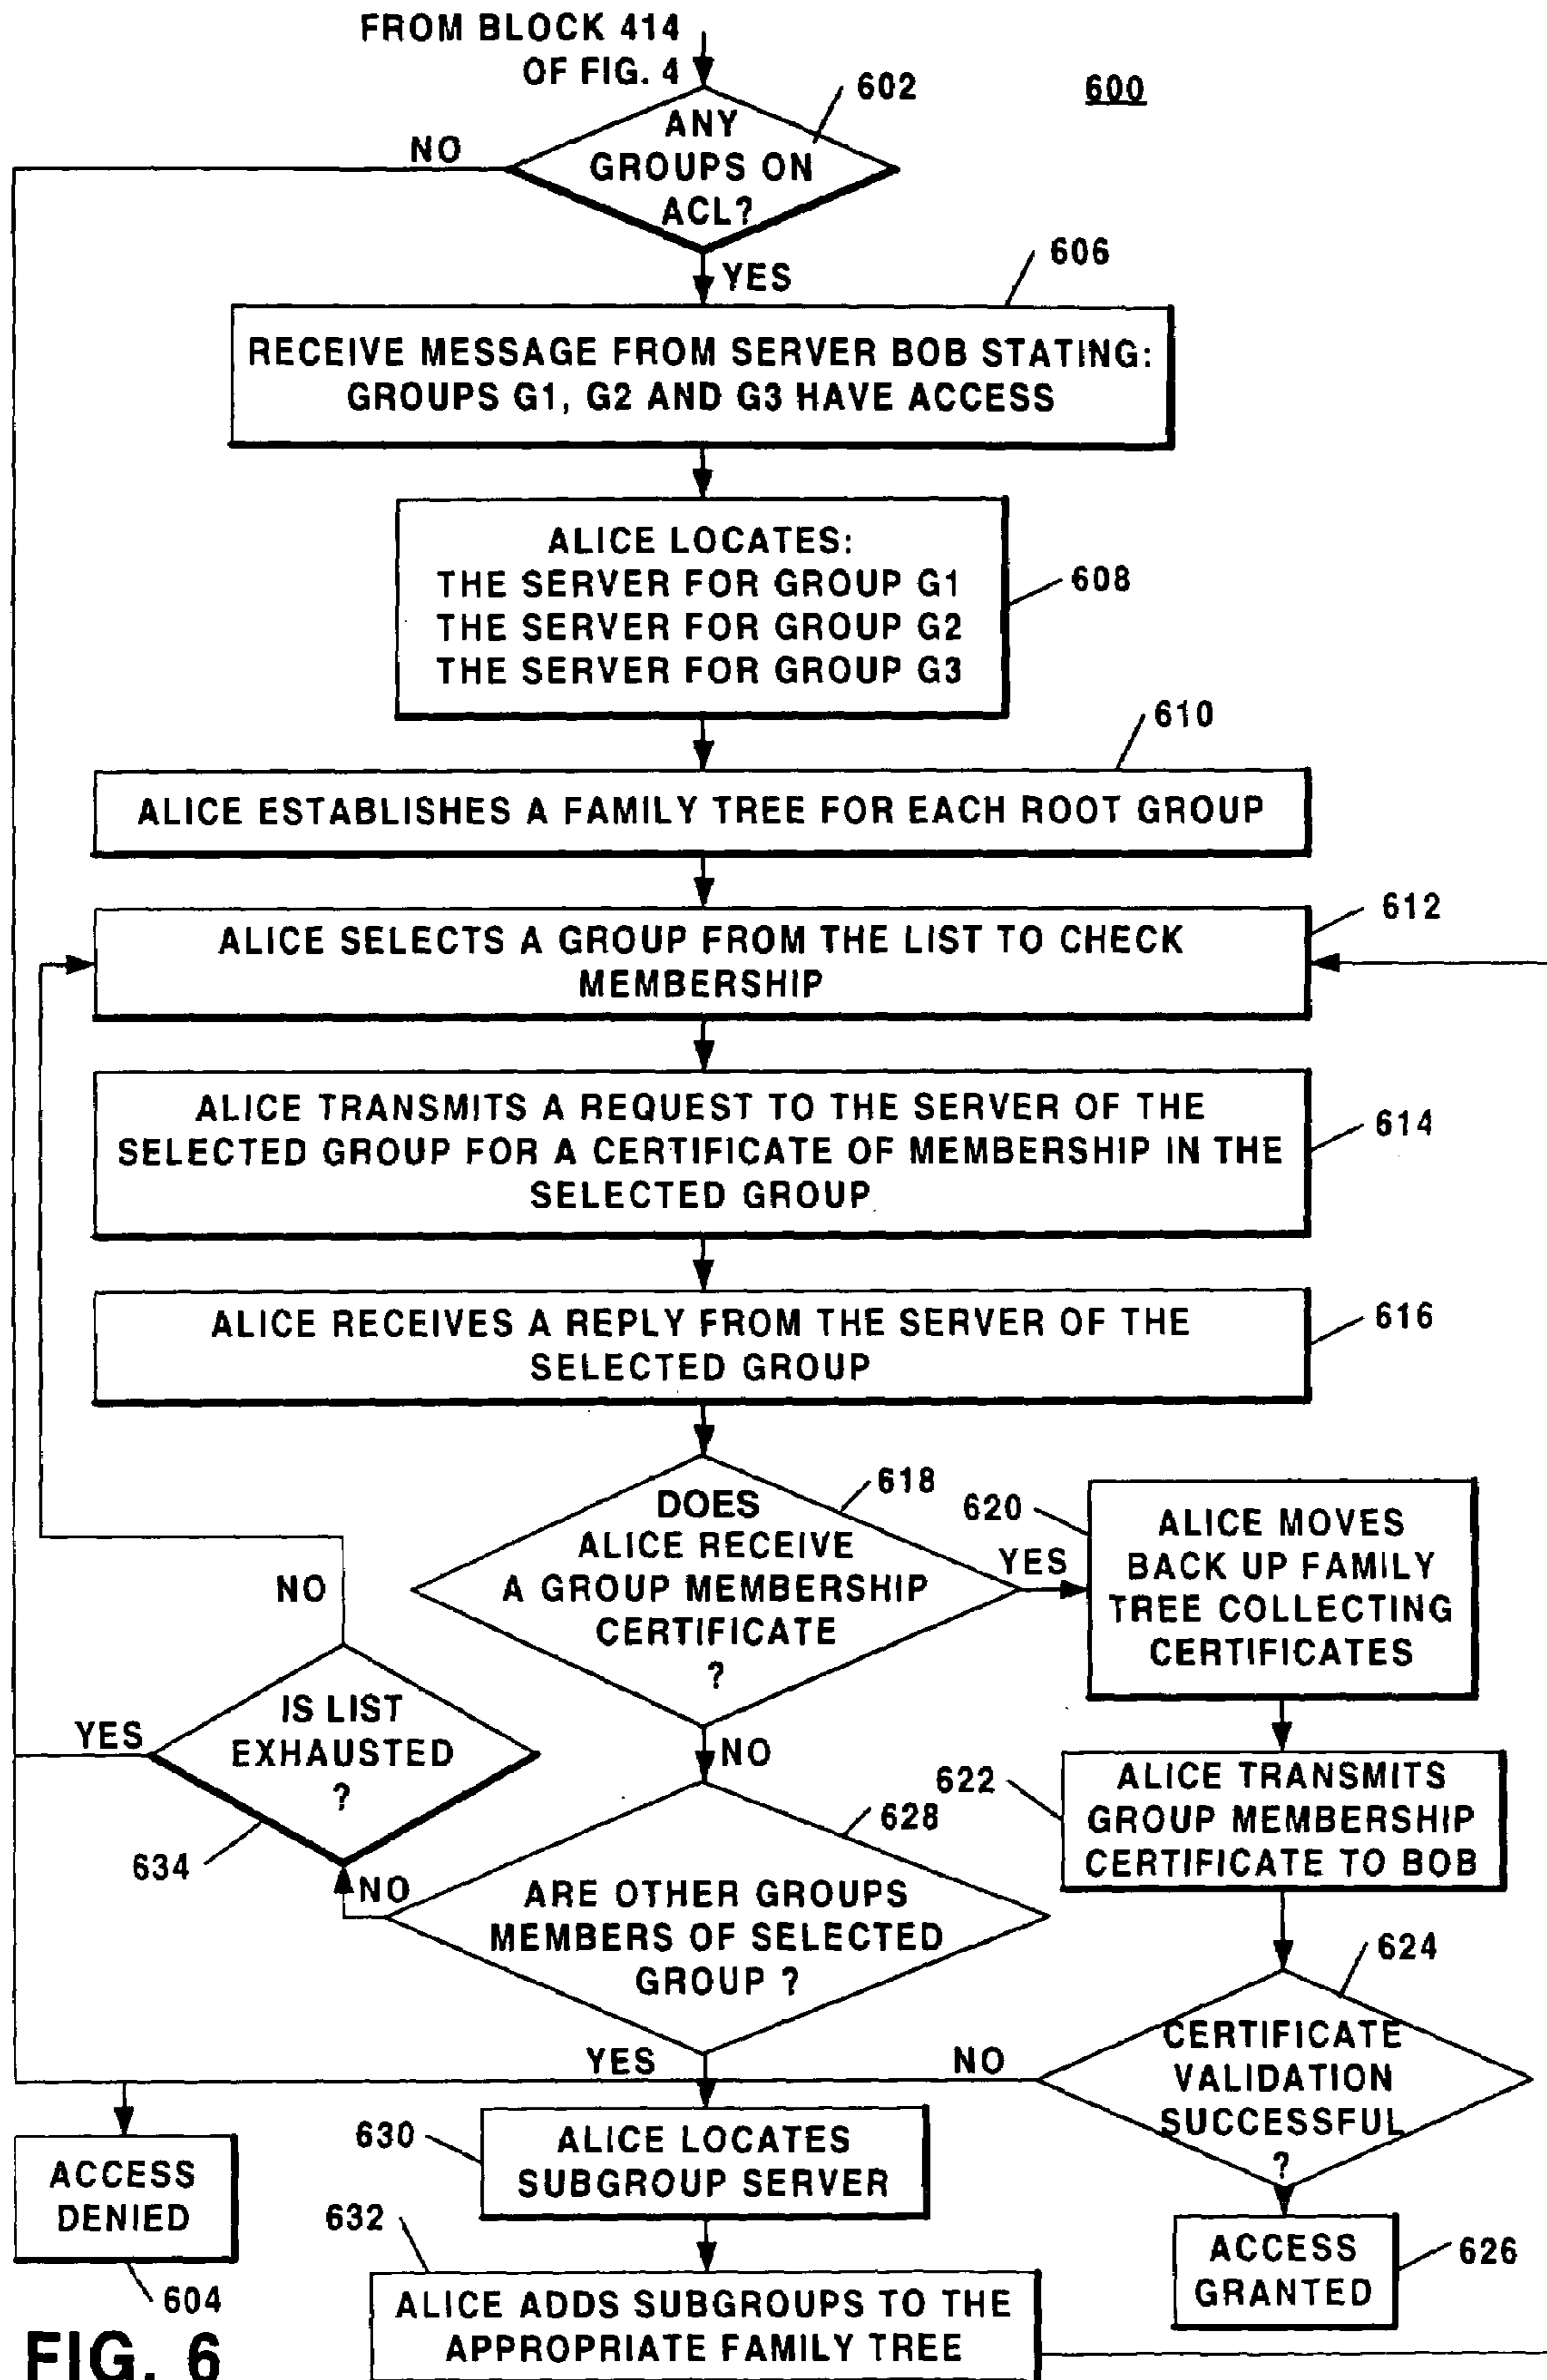 FROM BLOCK 414
OF FIG. 4
602
600
ANY
GROUPS ON
ACL?
NO
YES
606
RECEIVE MESSAGE FROM SERVER BOB STATING:
GROUPS G1, G2 AND G3 HAVE ACCESS
ALICE LOCATES:
THE SERVER FOR GROUP G1
THE SERVER FOR GROUP G2
THE SERVER FOR GROUP G3
608
610
ALICE ESTABLISHES A FAMILY TREE FOR EACH ROOT GROUP
612
ALICE SELECTS A GROUP FROM THE LIST TO CHECK
MEMBERSHIP
ALICE TRANSMITS A REQUEST TO THE SERVER OF THE
SELECTED GROUP FOR A CERTIFICATE OF MEMBERSHIP IN THE
SELECTED GROUP
614
ALICE RECEIVES A REPLY FROM THE SERVER OF THE
SELECTED GROUP
616
618
DOES
ALICE RECEIVE
A GROUP MEMBERSHIP
CERTIFICATE
?
YES
620
ALICE MOVES
BACK UP FAMILY
TREE COLLECTING
CERTIFICATES
NO
IS LIST
EXHAUSTED
?
YES
634
NO
NO
628
ARE OTHER GROUPS
MEMBERS OF SELECTED
GROUP ?
622
ALICE TRANSMITS
GROUP MEMBERSHIP
CERTIFICATE TO BOB
624
CERTIFICATE
VALIDATION
SUCCESSFUL
?
YES
NO
630
ALICE LOCATES
SUBGROUP SERVER
ACCESS
DENIED
604
632
ALICE ADDS SUBGROUPS TO THE
APPROPRIATE FAMILY TREE
ACCESS
GRANTED
626
FIG. 6